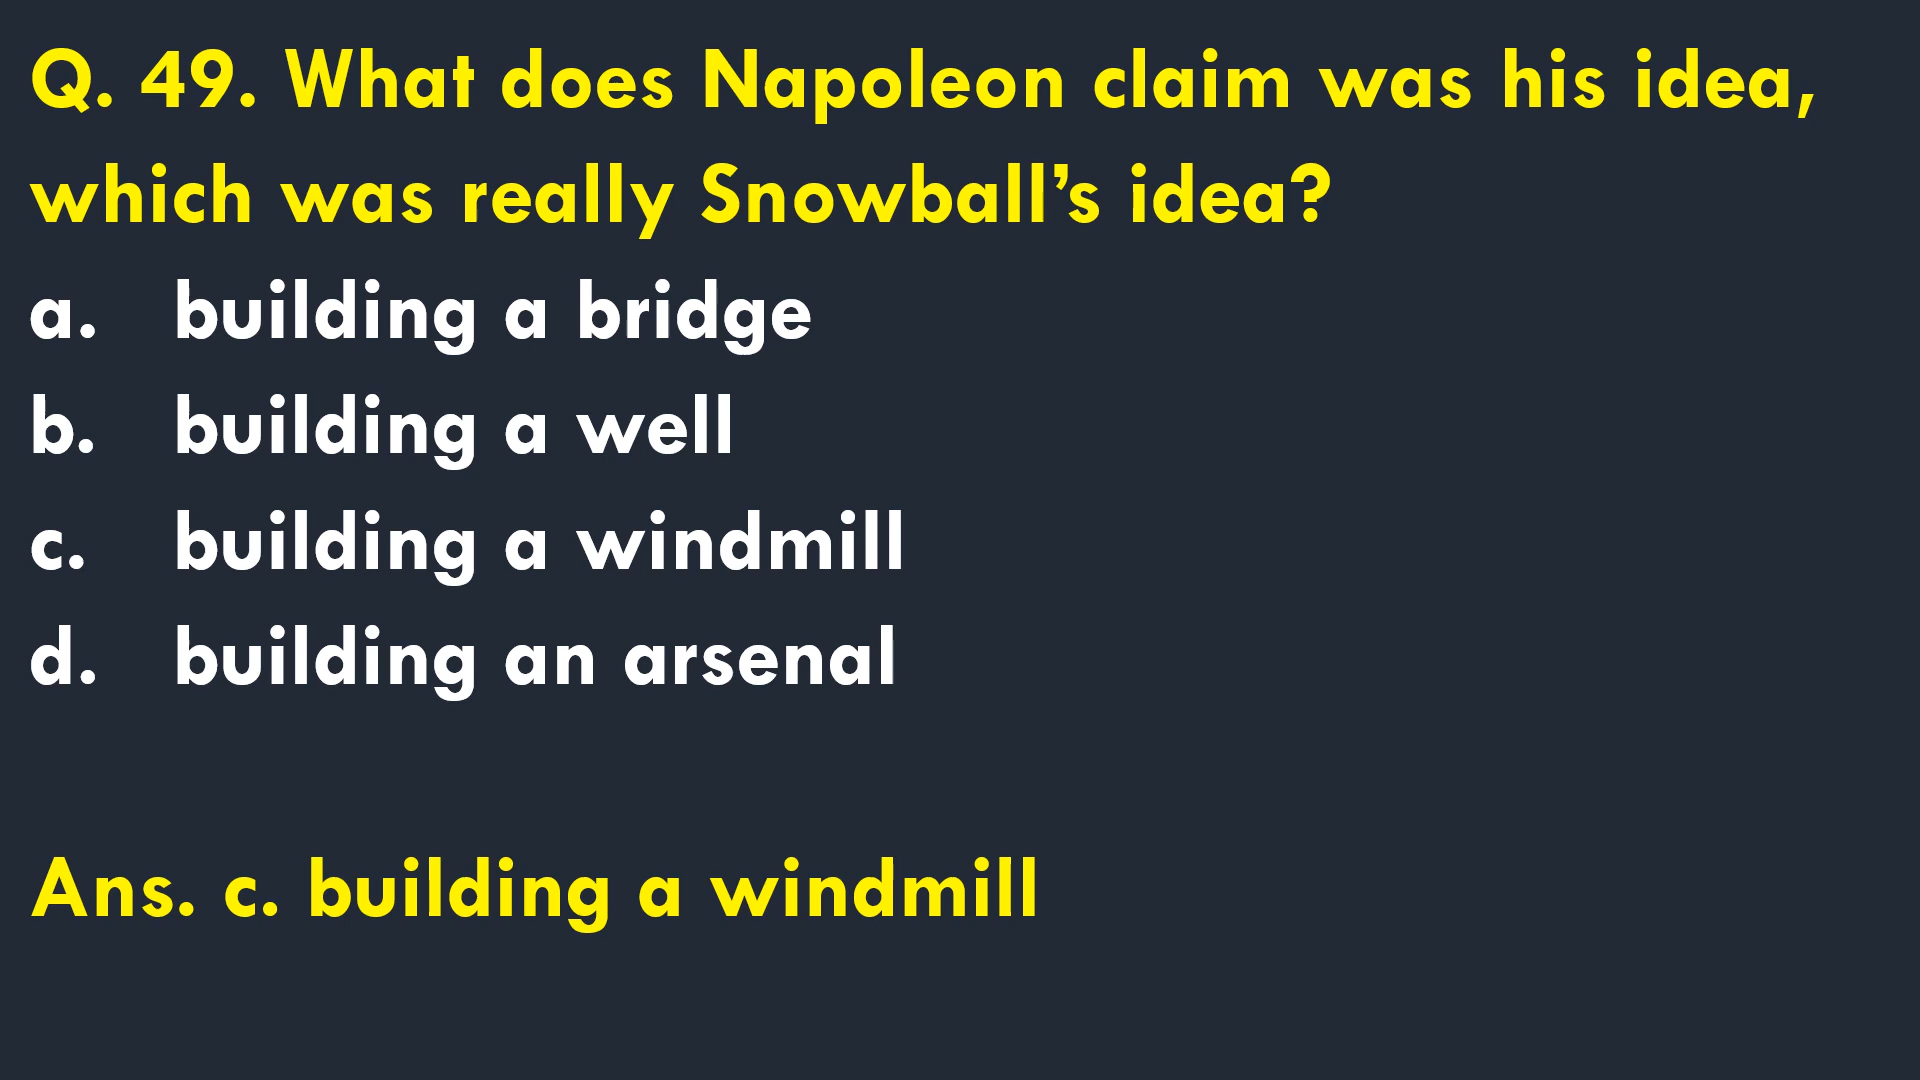 Q. 49. What does Napoleon claim was his idea,
which was really Snowball’s idea?
a. building a bridge
b. building a well
c. building a windmill
d. building an arsenal
Ans. c. building a windmill